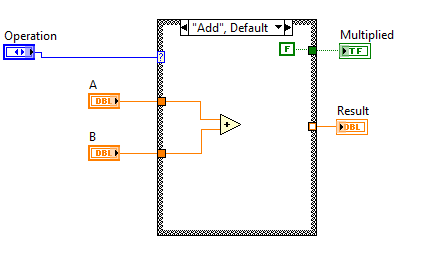 "Add", Default
Operation
?
F
Multiplied
TF
A
DBL
B
DBL
+
Result
DBL